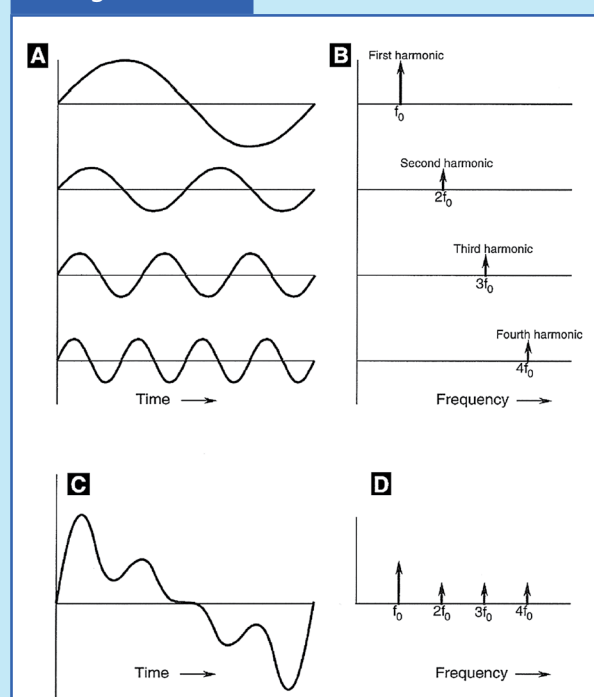 A
B
First harmonic
f0
Second harmonic
2f0
Third harmonic
3f0
Fourth harmonic
4f0
Time
Frequency
C
D
f0 2f0 3f0 4f0
Time
Frequency